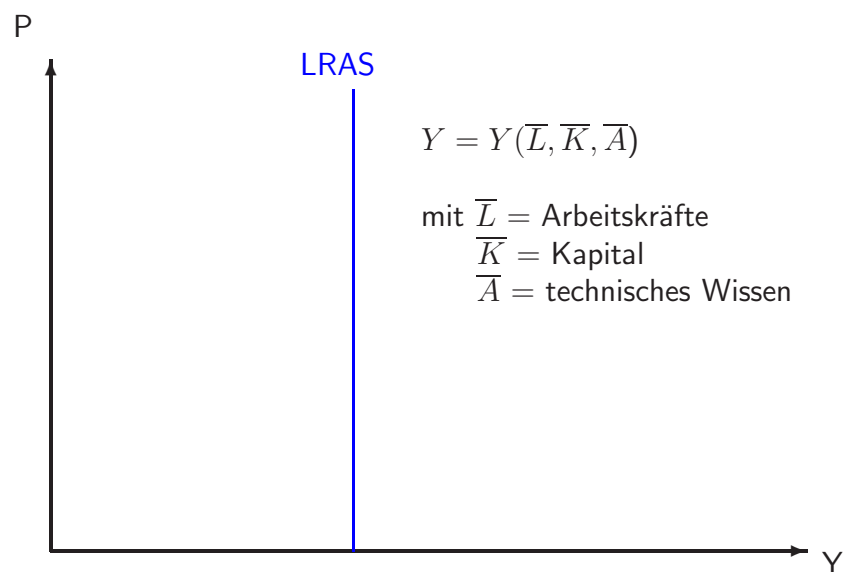 P
LRAS
Y = Y(L̅, K̅, A̅)
mit L̅ = Arbeitskräfte
K̅ = Kapital
A̅ = technisches Wissen
Y